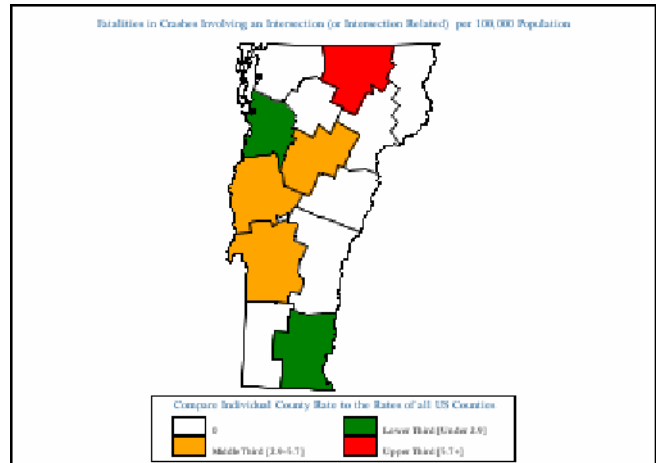 Fatalities in Crashes Involving an Intersection (or Intersection Related) per 100,000 Population
Compare Individual County Rate to the Rates of all US Counties
0
Lower Third [Under 2.9]
Middle Third [2.9-5.7]
Upper Third [5.7+]